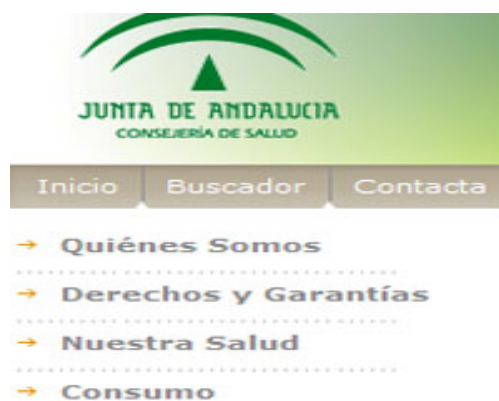 JUNTA DE ANDALUCIA
CONSEJERÍA DE SALUD
Inicio Buscador Contacta
Quiénes Somos
Derechos y Garantías
Nuestra Salud
Consumo